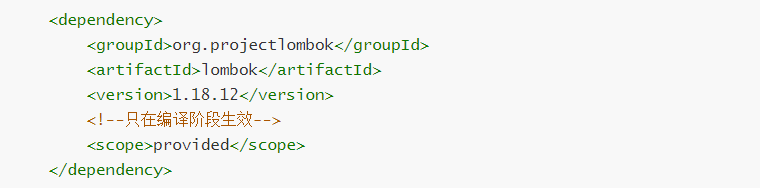 <dependency>
<groupId>org.projectlombok</groupId>
<artifactId>lombok</artifactId>
<version>1.18.12</version>
<!--只在编译阶段生效-->
<scope>provided</scope>
</dependency>